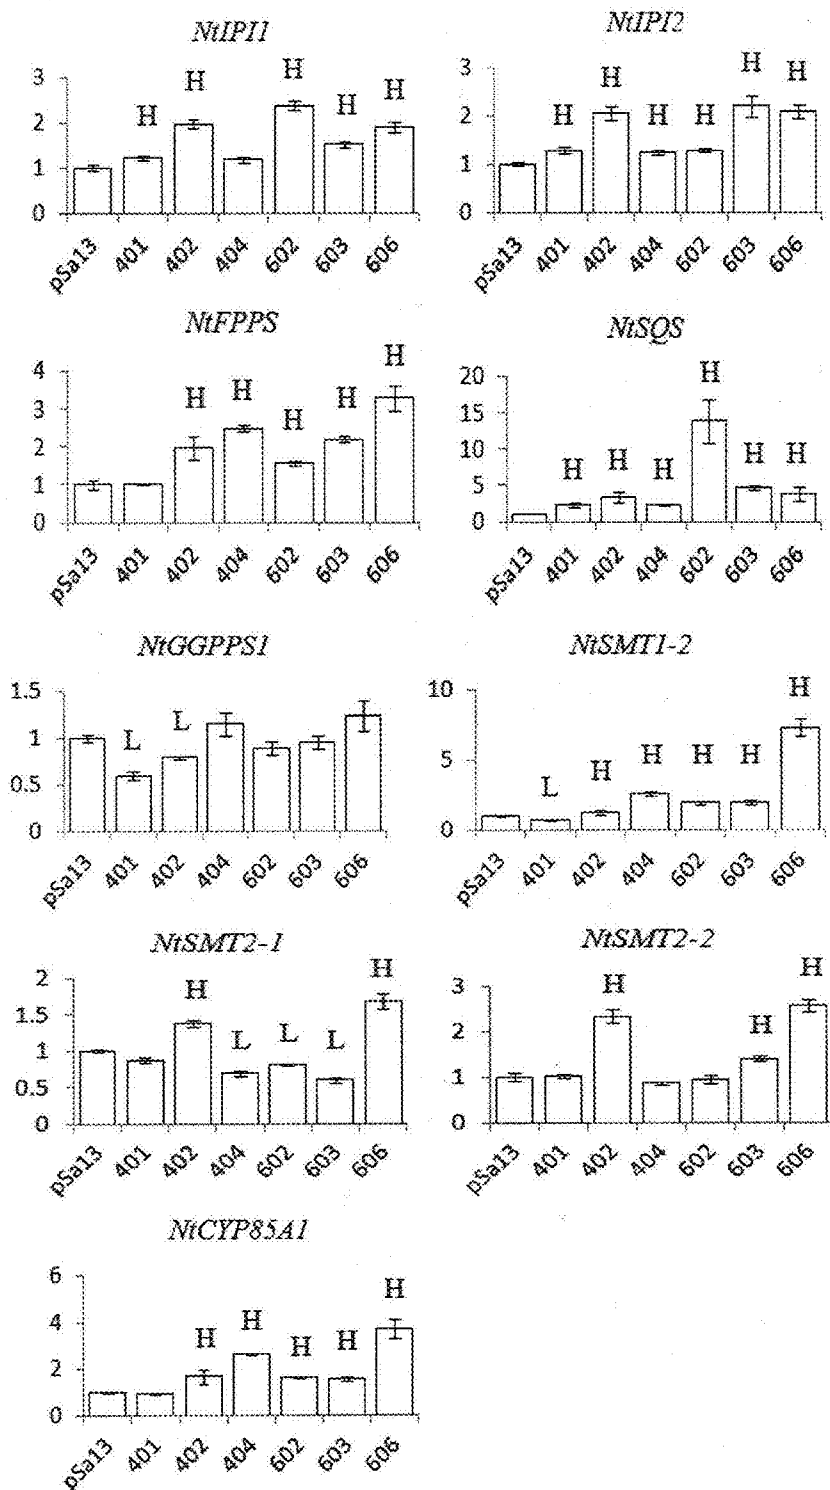 NtIPI1
3
2
1
0
H
H
H
H
H
pSa13
401
402
404
602
603
606
NtIPI2
3
2
1
0
H
H
H
H
H
H
pSa13
401
402
404
602
603
606
NtFPPS
4
3
2
1
0
H
H
H
H
H
pSa13
401
402
404
602
603
606
NtSQS
20
15
10
5
0
H
H
H
H
H
H
pSa13
401
402
404
602
603
606
NtGGPPS1
1.5
1
0.5
0
L
L
pSa13
401
402
404
602
603
606
NtSMT1-2
10
5
0
L
H
H
H
H
H
pSa13
401
402
404
602
603
606
NtSMT2-1
2
1.5
1
0.5
0
H
L
L
L
H
pSa13
401
402
404
602
603
606
NtSMT2-2
3
2
1
0
H
H
H
pSa13
401
402
404
602
603
606
NtCYP85A1
6
4
2
0
H
H
H
H
H
pSa13
401
402
404
602
603
606